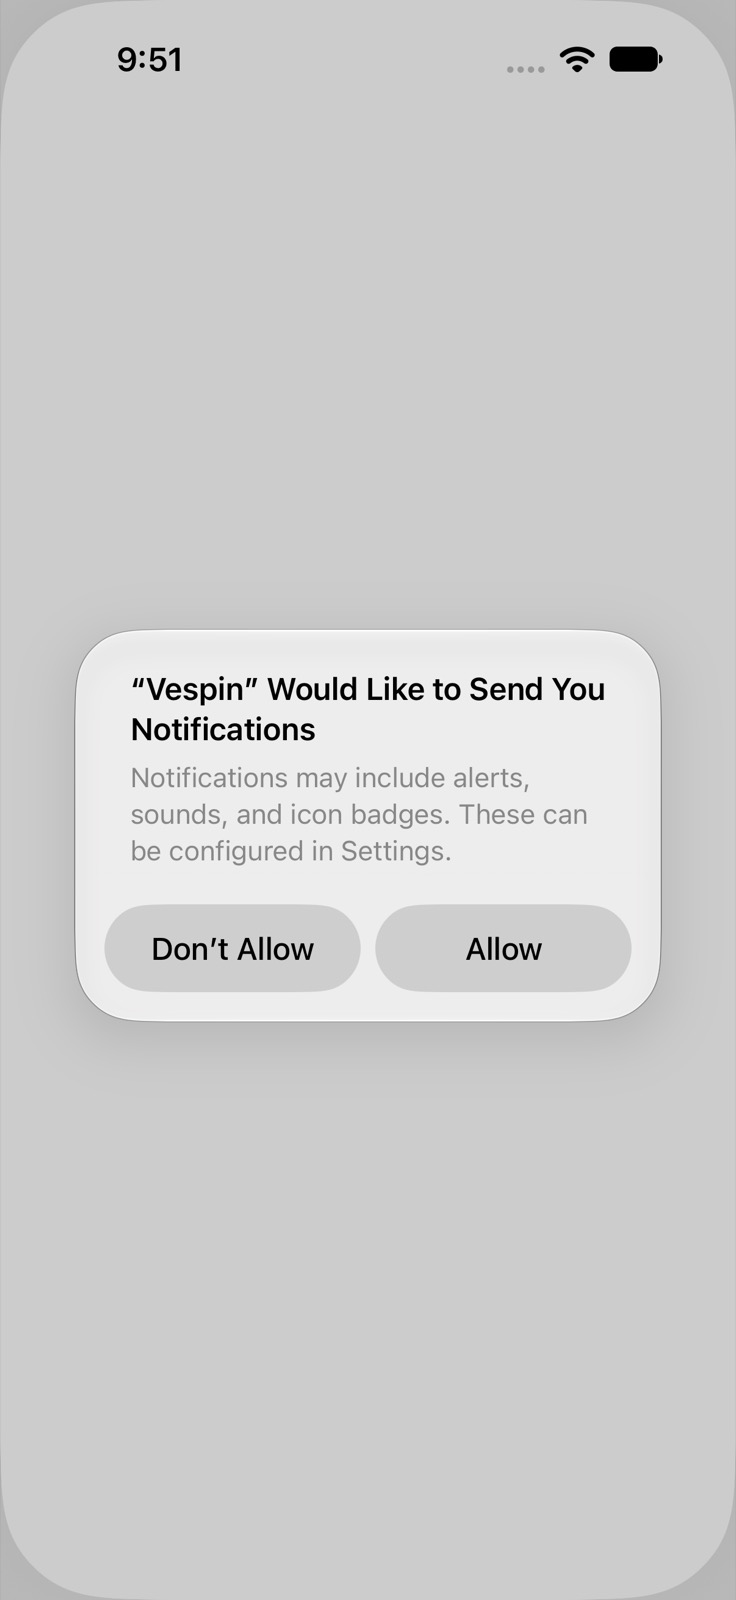 9:51
“Vespin” Would Like to Send You
Notifications
Notifications may include alerts,
sounds, and icon badges. These can
be configured in Settings.
Don’t Allow
Allow